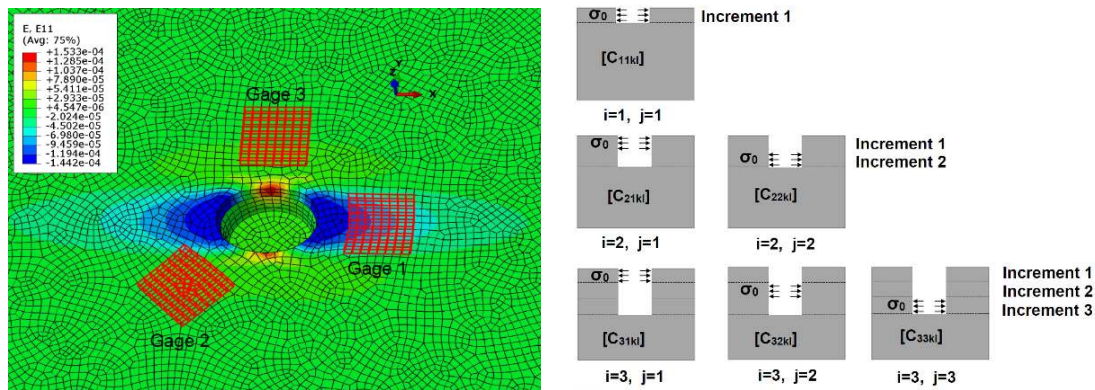 E, E11
(Avg: 75%)
+1.533e-04
+1.285e-04
+1.037e-04
+7.890e-05
+5.411e-05
+2.933e-05
+4.547e-06
-2.024e-05
-4.502e-05
-6.980e-05
-9.459e-05
-1.194e-04
-1.442e-04
Y
Z
X
Gage 3
Gage 1
Gage 2
σ0
Increment 1
[C11kl]
i=1, j=1
σ0
Increment 1
σ0
Increment 2
[C21kl]
[C22kl]
i=2, j=1
i=2, j=2
σ0
Increment 1
σ0
Increment 2
σ0
Increment 3
[C31kl]
[C32kl]
[C33kl]
i=3, j=1
i=3, j=2
i=3, j=3